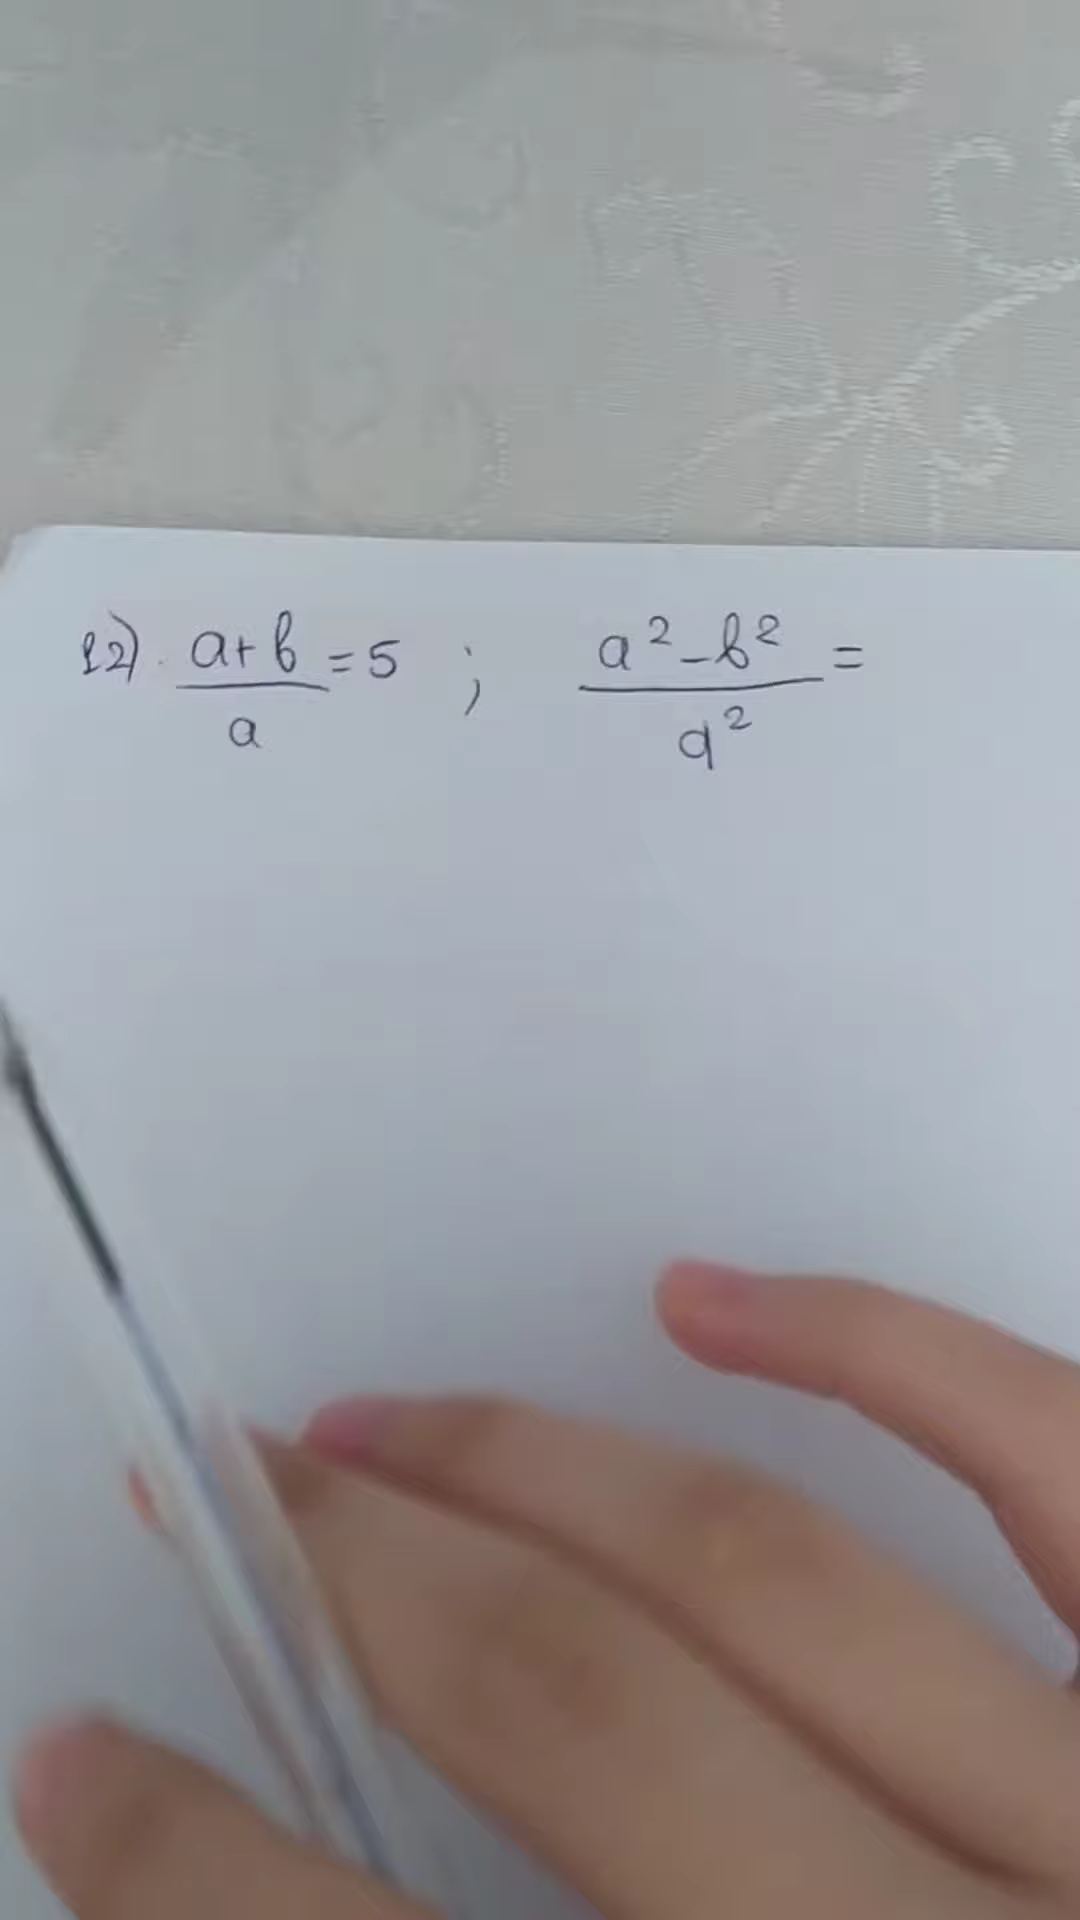 12). a+b/a = 5 ; a²-b²/a² =